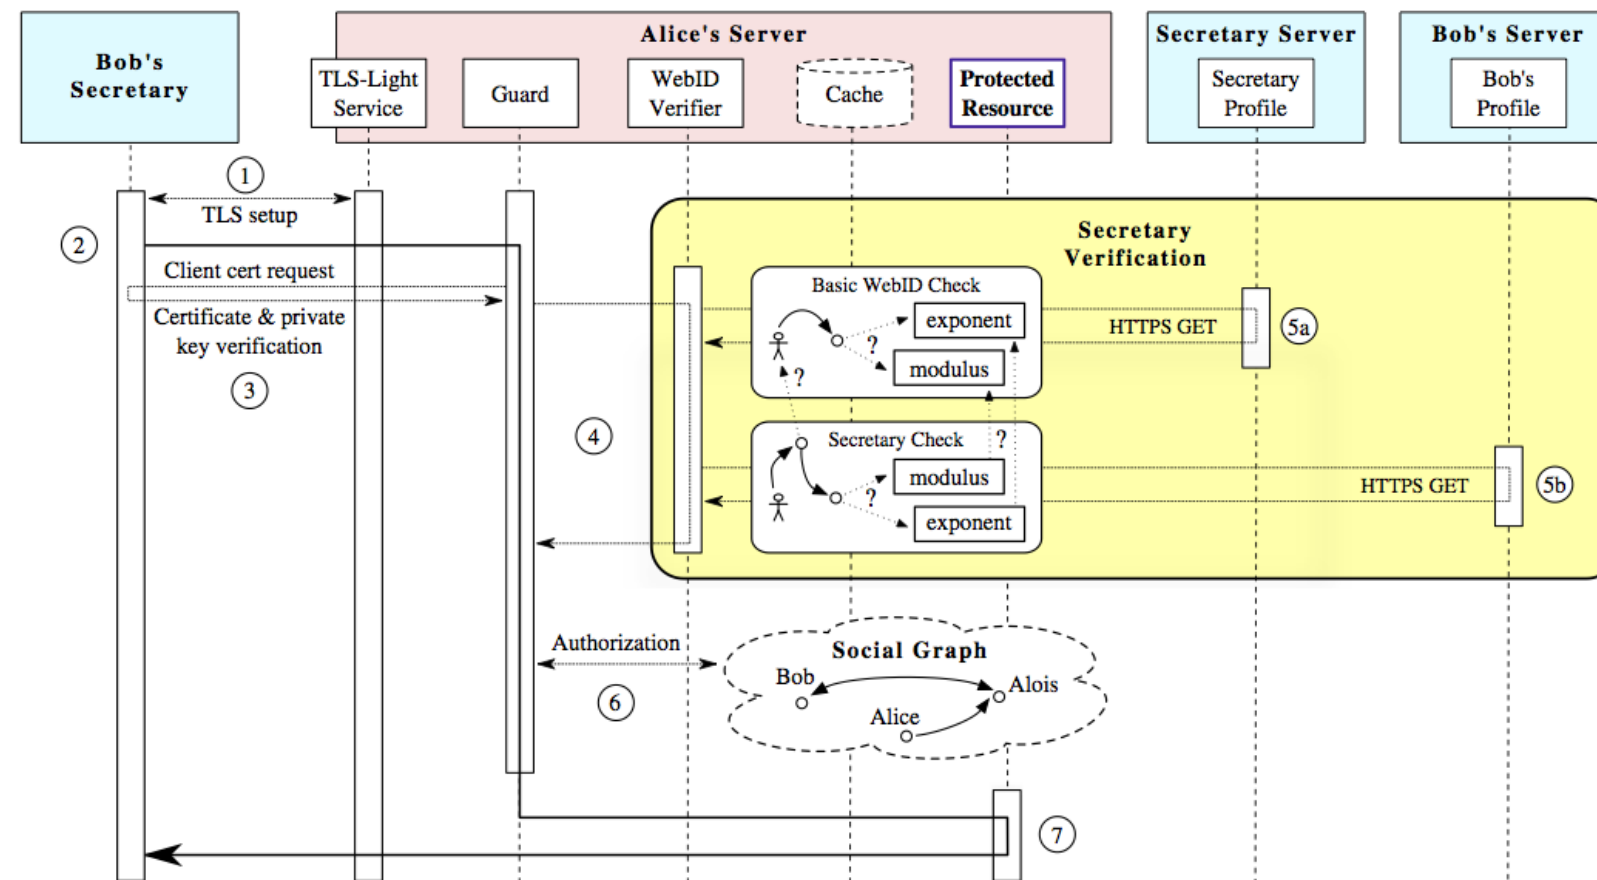 Bob's
Secretary
Alice's Server
TLS-Light
Service
Guard
WebID
Verifier
Cache
Protected
Resource
Secretary Server
Secretary
Profile
Bob's Server
Bob's
Profile
1
TLS setup
2
Client cert request
Certificate & private
key verification
3
4
Secretary
Verification
Basic WebID Check
exponent
?
modulus
?
HTTPS GET
5a
Secretary Check
?
modulus
?
exponent
HTTPS GET
5b
Authorization
6
Social Graph
Bob
Alois
Alice
7